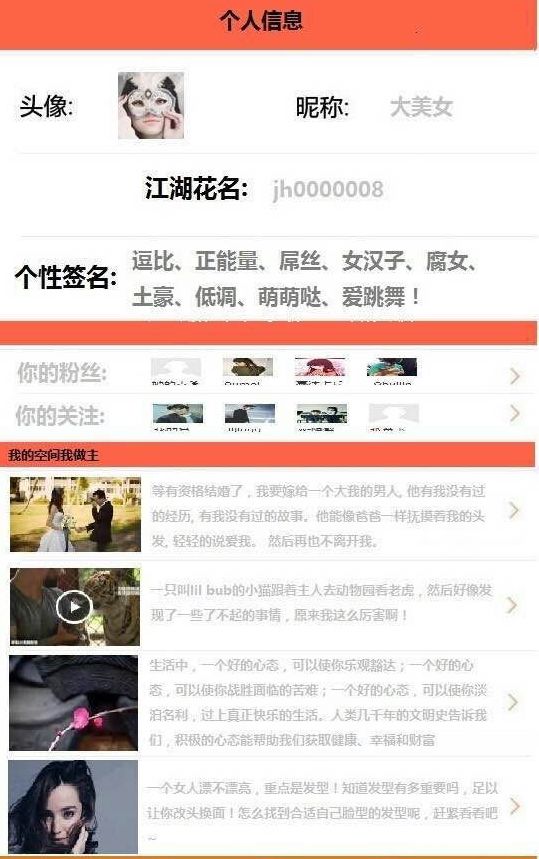 个人信息
头像: 昵称: 大美女
江湖花名: jh0000008
个性签名: 逗比、正能量、屌丝、女汉子、腐女、
土豪、低调、萌萌哒、爱跳舞！
你的粉丝:
你的关注:
我的空间我做主
等有资格结婚了，我要嫁给一个大我的男人, 他有我没有过
的经历, 有我没有过的故事。他能像爸爸一样抚摸着我的头
发, 轻轻的说爱我。 然后再也不离开我。
一只叫lil bub的小猫跟着主人去动物园看老虎，然后好像发
现了一些了不起的事情，原来我这么厉害啊！
生活中，一个好的心态，可以使你乐观豁达；一个好的心
态，可以使你战胜面临的苦难；一个好的心态，可以使你淡
泊名利，过上真正快乐的生活。人类几千年的文明史告诉我
们，积极的心态能帮助我们获取健康、幸福和财富
一个女人漂不漂亮，重点是发型！知道发型有多重要吗，足以
让你改头换面！怎么找到合适自己脸型的发型呢，赶紧看看吧
~